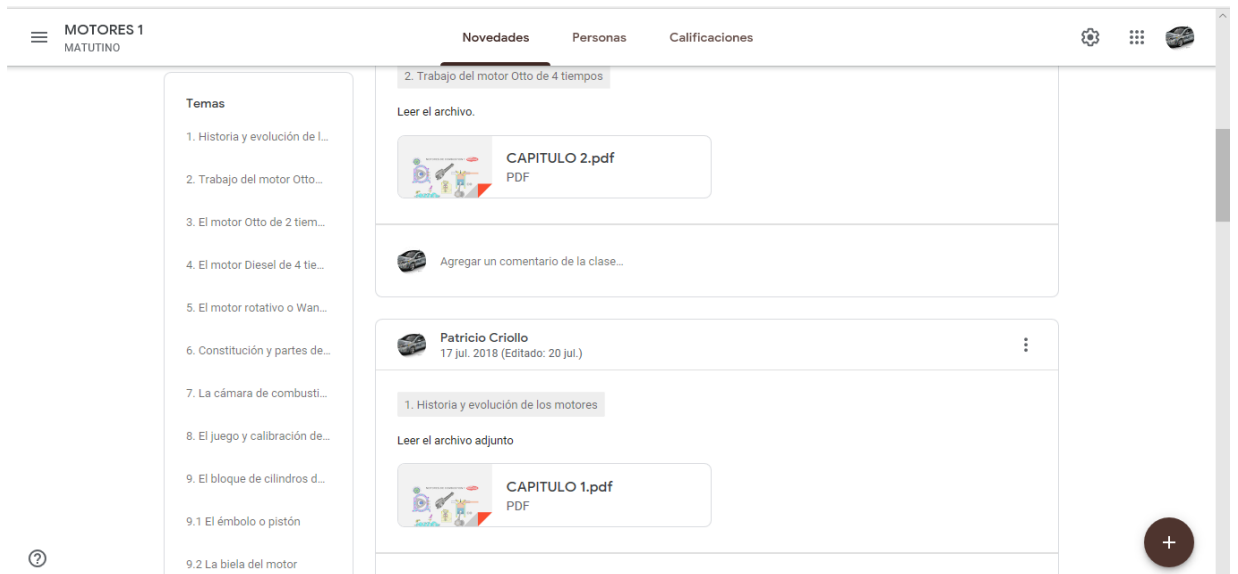 MOTORES 1
MATUTINO
Novedades
Personas
Calificaciones
Temas
1. Historia y evolución de l...
2. Trabajo del motor Otto...
3. El motor Otto de 2 tiem...
4. El motor Diesel de 4 tie...
5. El motor rotativo o Wan...
6. Constitución y partes de...
7. La cámara de combusti...
8. El juego y calibración de...
9. El bloque de cilindros d...
9.1 El émbolo o pistón
9.2 La biela del motor
2. Trabajo del motor Otto de 4 tiempos
Leer el archivo.
CAPITULO 2.pdf
PDF
Agregar un comentario de la clase...
Patricio Criollo
17 jul. 2018 (Editado: 20 jul.)
1. Historia y evolución de los motores
Leer el archivo adjunto
CAPITULO 1.pdf
PDF